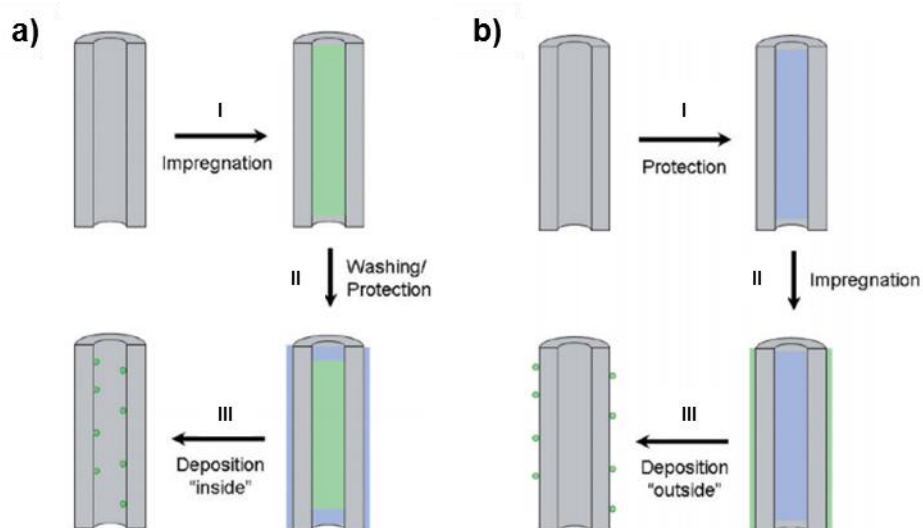 a)
I
Impregnation
II
Washing/
Protection
III
Deposition
"inside"
b)
I
Protection
II
Impregnation
III
Deposition
"outside"